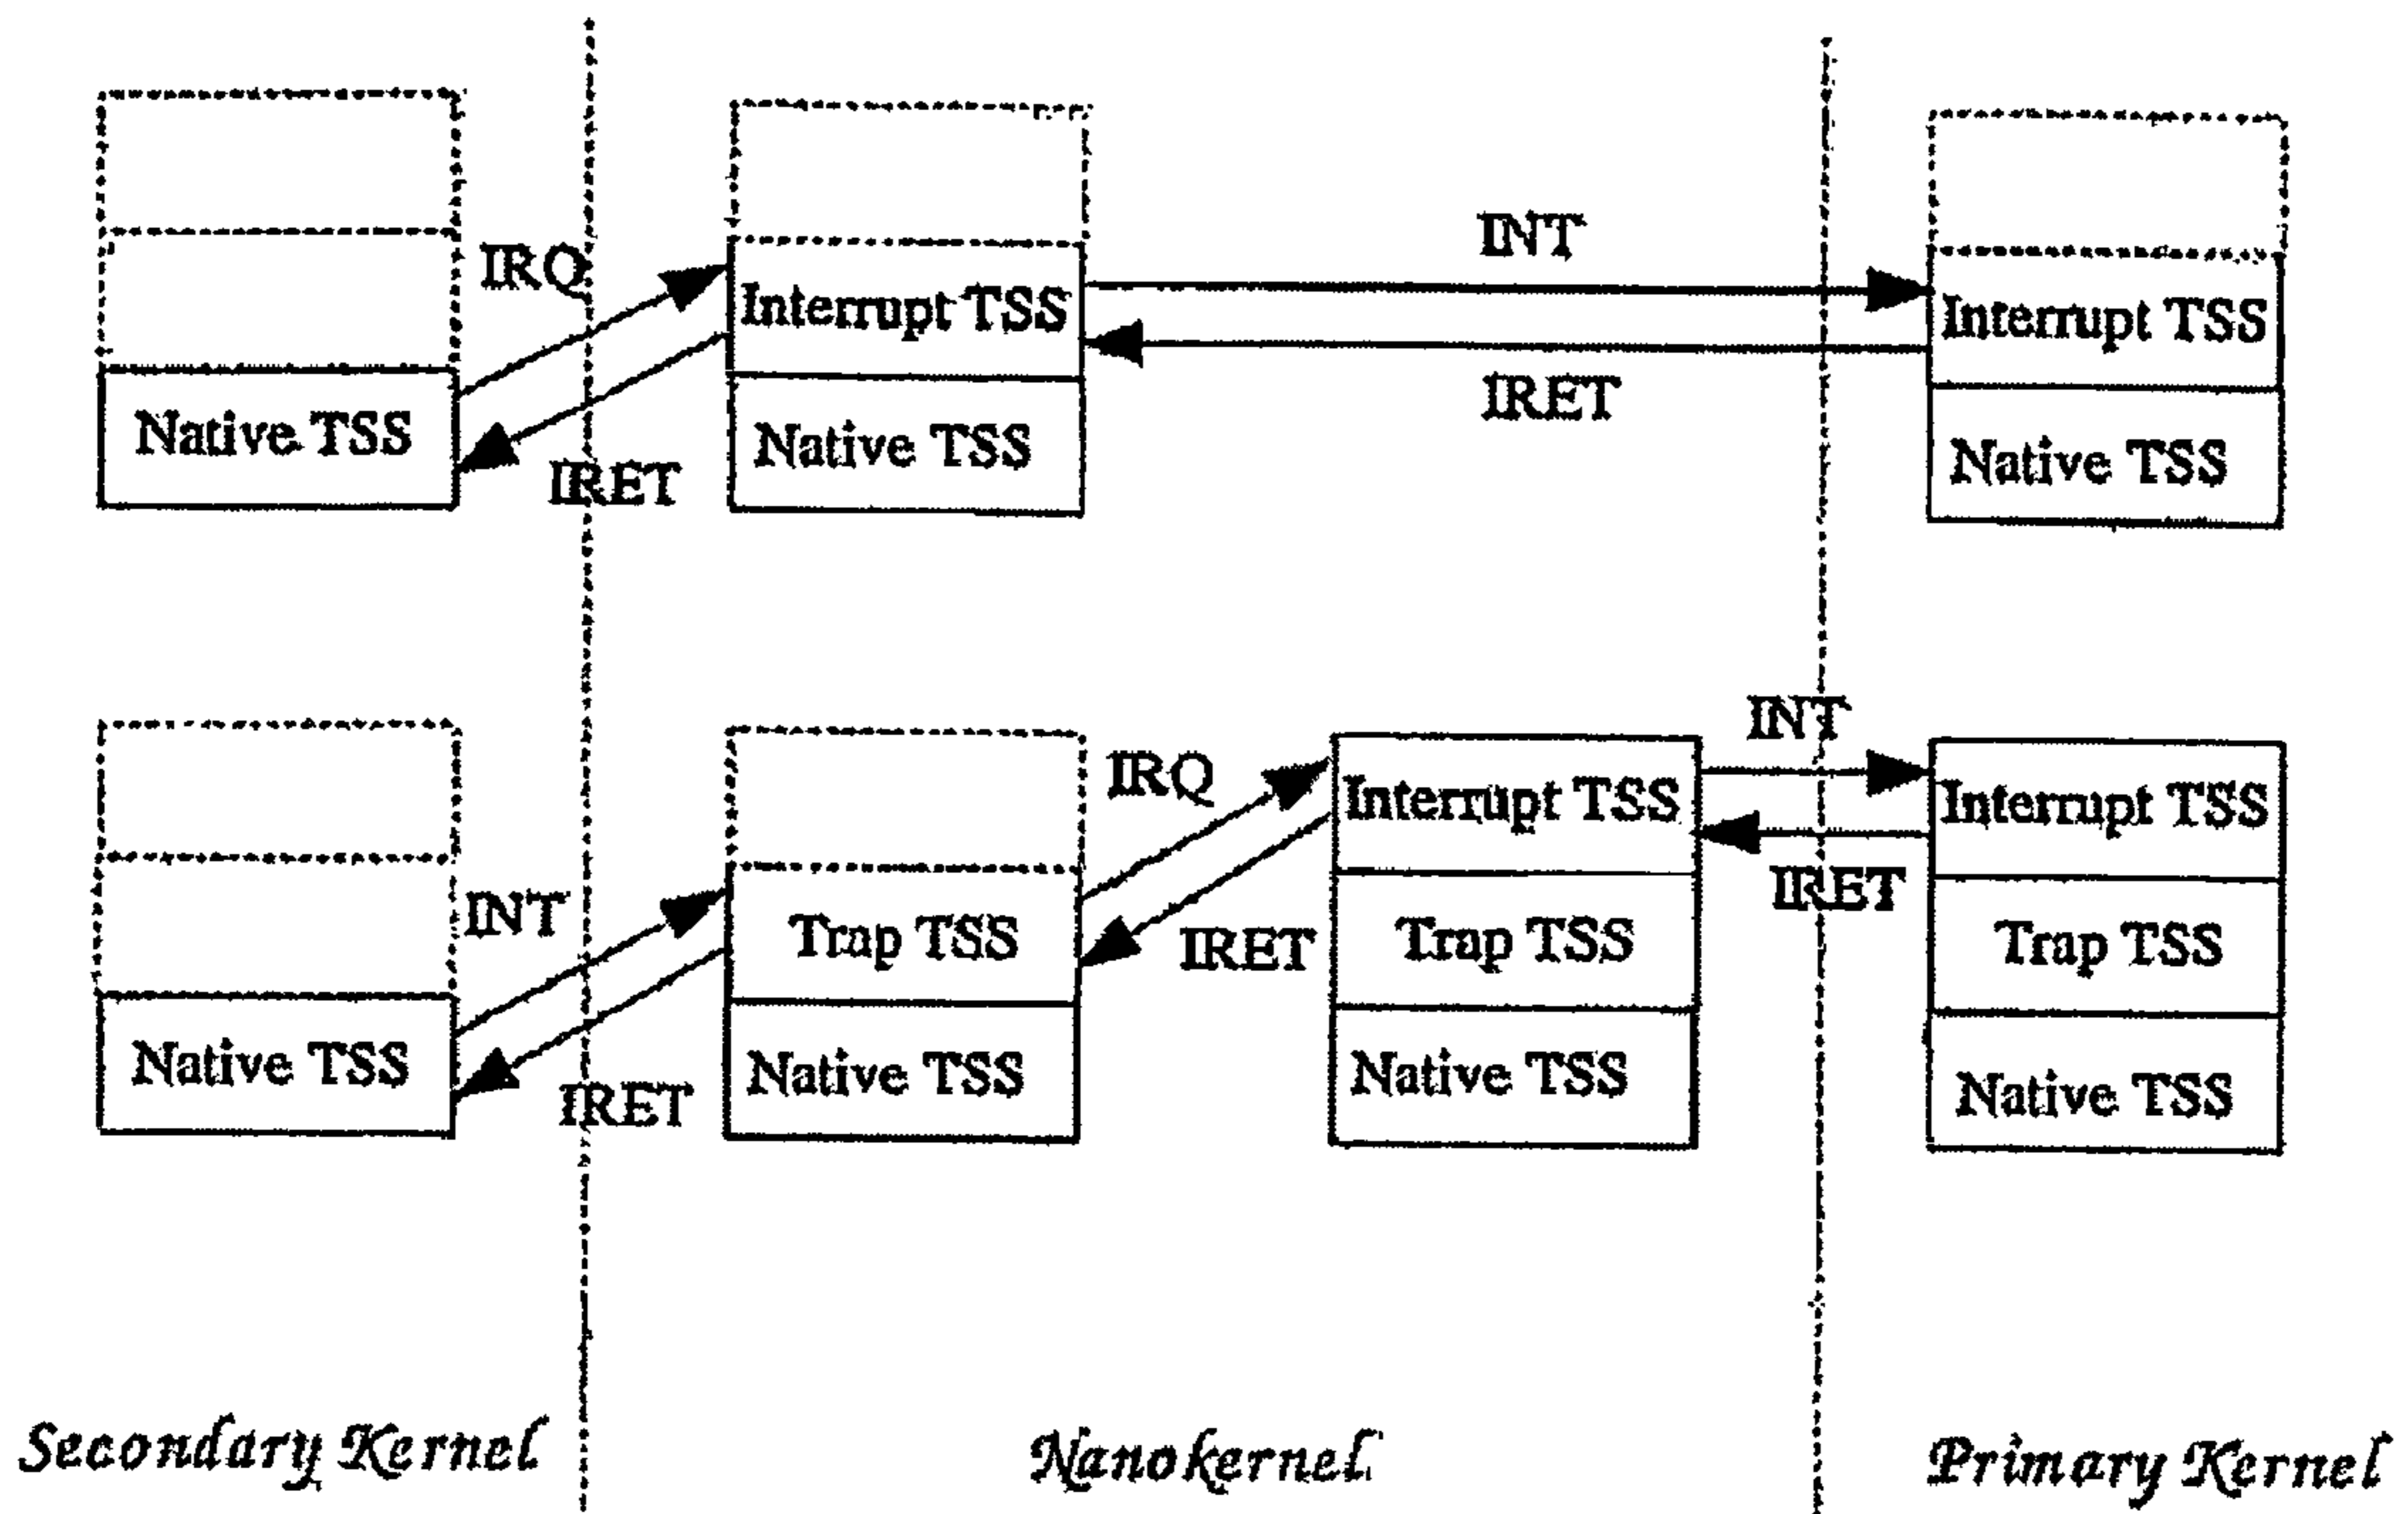 IRQ
INT
Interrupt TSS
Interrupt TSS
IRET
Native TSS
Native TSS
Native TSS
IRET
INT
IRQ
Interrupt TSS
Interrupt TSS
IRET
INT
Trap TSS
IRET
Trap TSS
Trap TSS
Native TSS
Native TSS
Native TSS
Native TSS
IRET
Secondary Kernel
Nanokernel
Primary Kernel